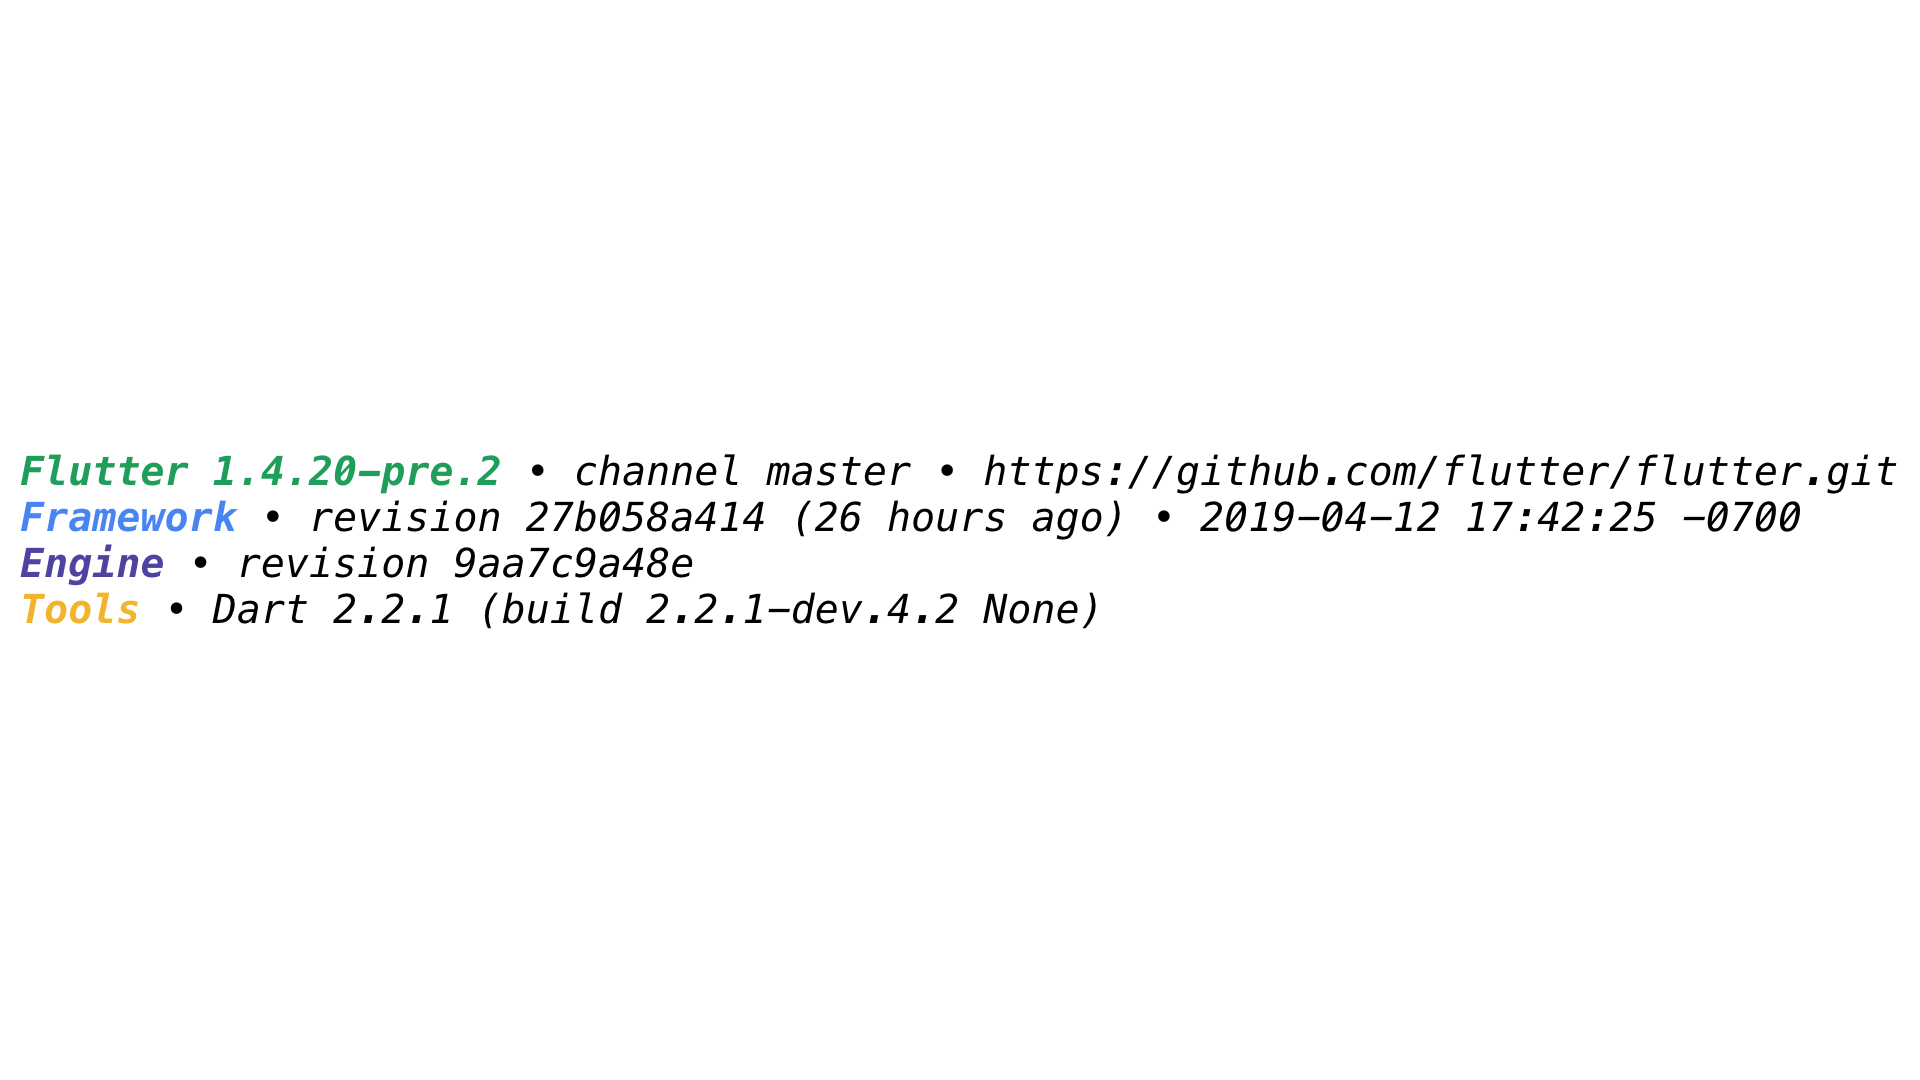 Flutter 1.4.20-pre.2 • channel master • https://github.com/flutter/flutter.git
Framework • revision 27b058a414 (26 hours ago) • 2019-04-12 17:42:25 -0700
Engine • revision 9aa7c9a48e
Tools • Dart 2.2.1 (build 2.2.1-dev.4.2 None)